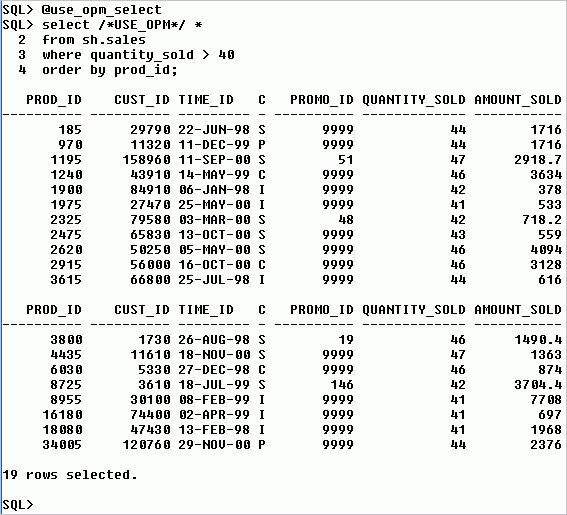 SQL> @use_opm_select
SQL> select /*USE_OPM*/ *
  2  from sh.sales
  3  where quantity_sold > 40
  4  order by prod_id;
   PROD_ID    CUST_ID TIME_ID   C   PROMO_ID QUANTITY_SOLD AMOUNT_SOLD
---------- ---------- --------- - ---------- ------------- -----------
       185      29790 22-JUN-98 S       9999            44        1716
       970      11320 11-DEC-99 P       9999            44        1716
      1195     158960 11-SEP-00 S         51            47      2918.7
      1240      43910 14-MAY-99 C       9999            46        3634
      1900      84910 06-JAN-98 I       9999            42         378
      1975      27470 25-MAY-00 I       9999            41         533
      2325      79580 03-MAR-00 S         48            42       718.2
      2475      65830 13-OCT-00 S       9999            43         559
      2620      50250 05-MAY-00 S       9999            46        4094
      2915      56000 16-OCT-00 C       9999            46        3128
      3615      66800 25-JUL-98 I       9999            44         616
   PROD_ID    CUST_ID TIME_ID   C   PROMO_ID QUANTITY_SOLD AMOUNT_SOLD
---------- ---------- --------- - ---------- ------------- -----------
      3800       1730 26-AUG-98 S         19            46      1490.4
      4435      11610 18-NOV-00 S       9999            47        1363
      6030       5330 27-DEC-98 C       9999            46         874
      8725       3610 18-JUL-99 S        146            42      3704.4
      8955      30100 08-FEB-99 I       9999            41        7708
     16180      74400 02-APR-99 I       9999            41         697
     18080      47430 13-FEB-98 I       9999            41        1968
     34005     120760 29-NOV-00 P       9999            44        2376
19 rows selected.
SQL>